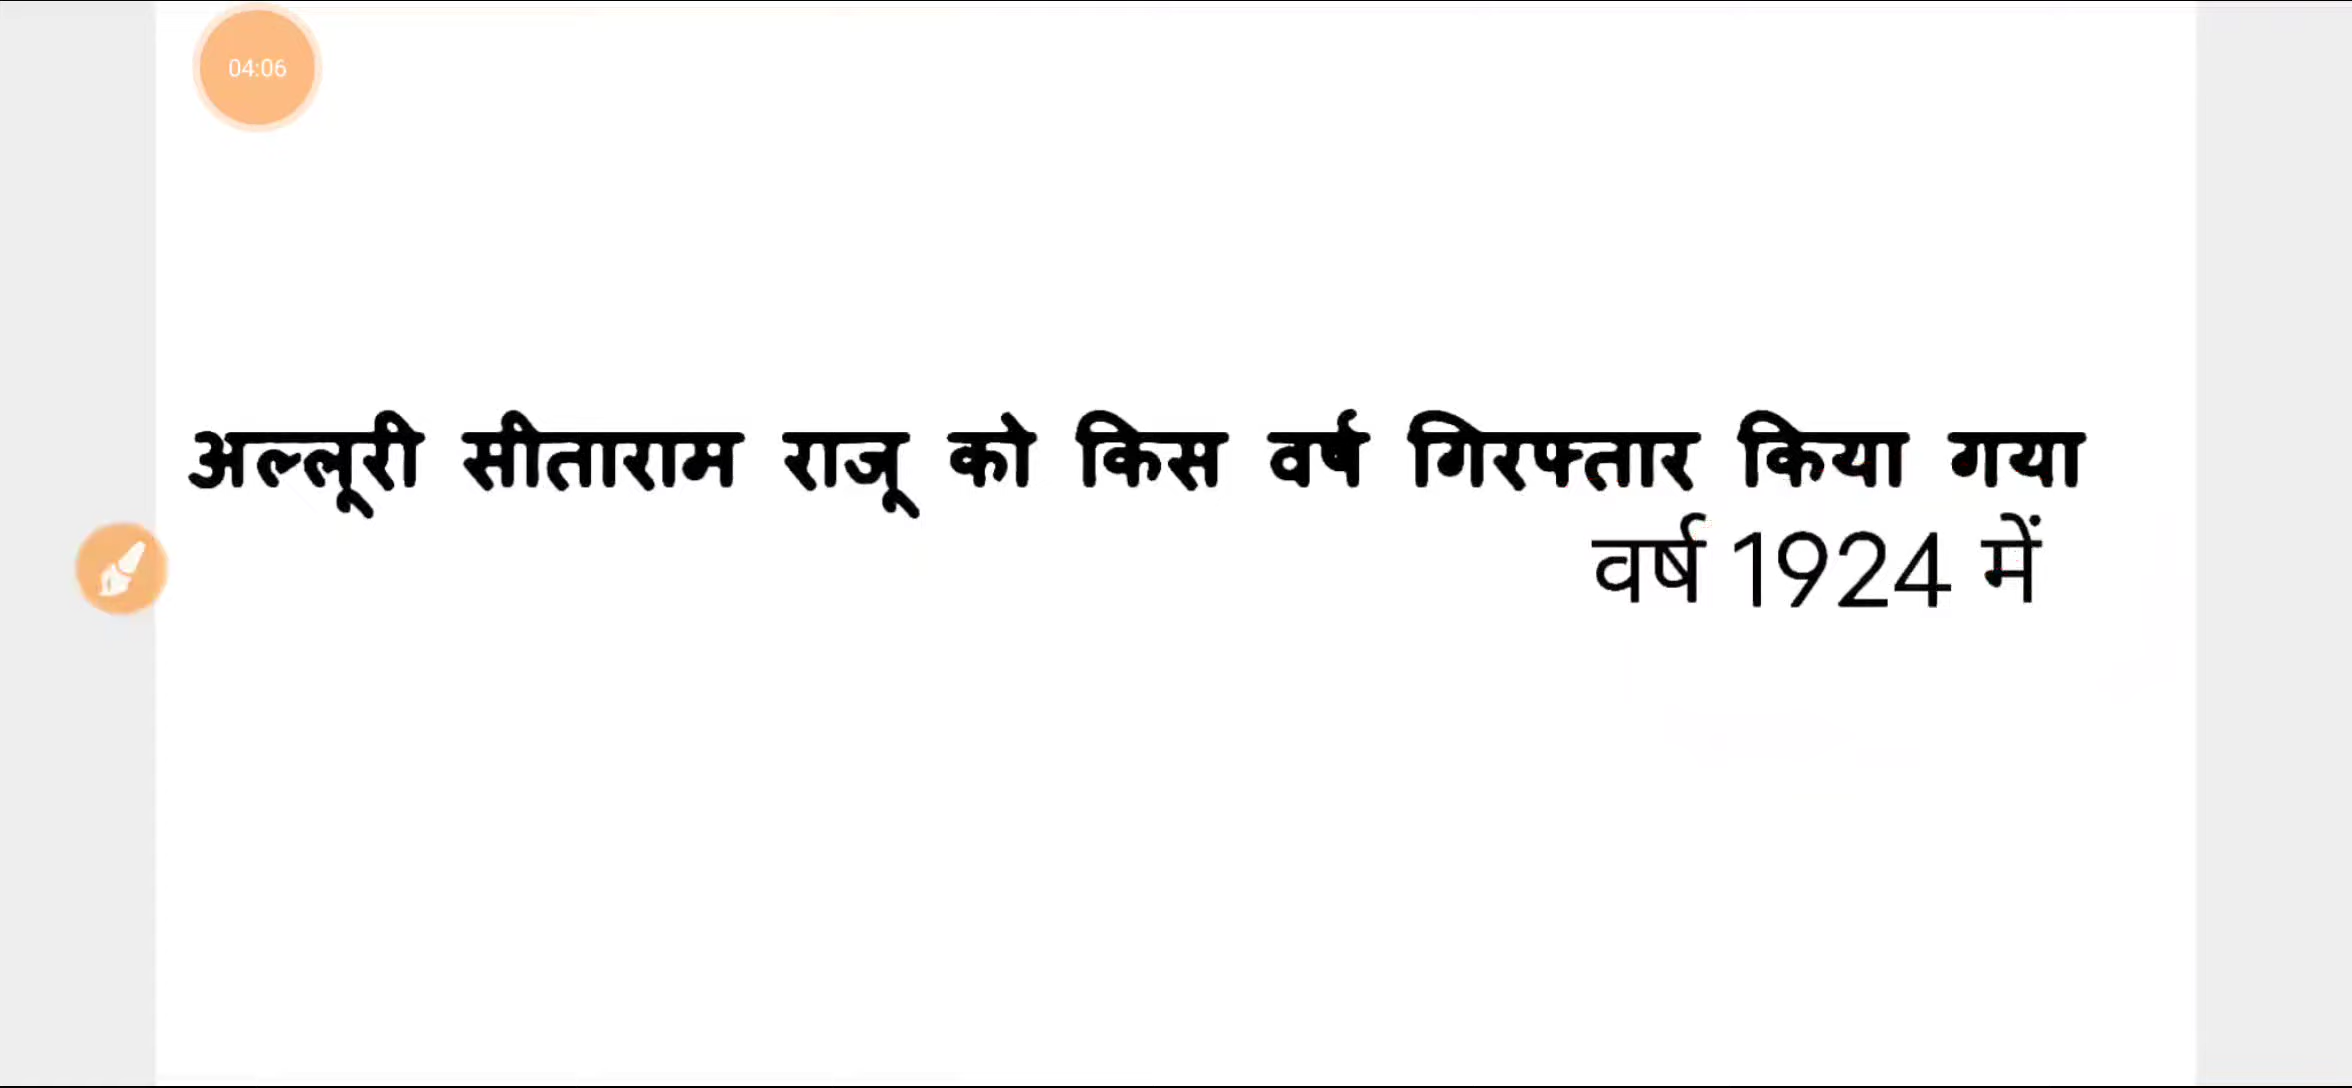 04:06
अल्लूरी सीताराम राजू को किस वर्ष गिरफ्तार किया गया
वर्ष 1924 में